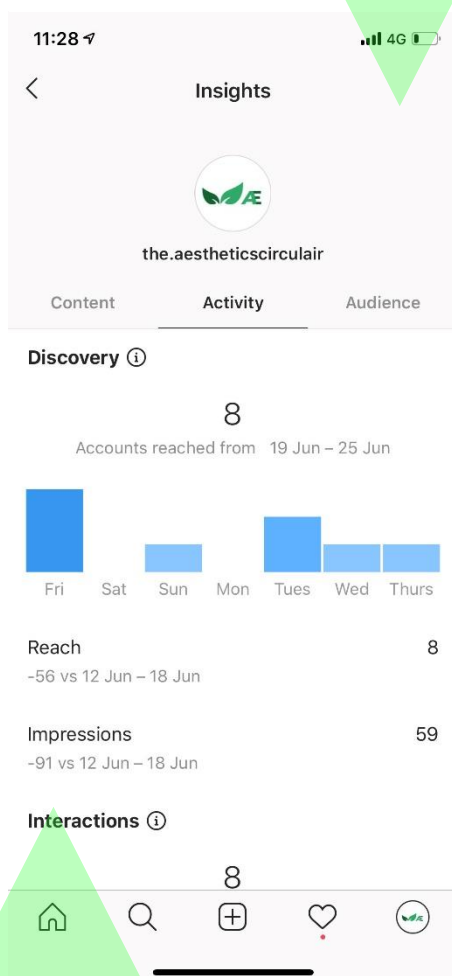 11:28 4G
Insights
Æ
the.aestheticscirculair
Content Activity Audience
Discovery
8
Accounts reached from 19 Jun – 25 Jun
Fri Sat Sun Mon Tues Wed Thurs
Reach 8
-56 vs 12 Jun – 18 Jun
Impressions 59
-91 vs 12 Jun – 18 Jun
Interactions
8
Æ